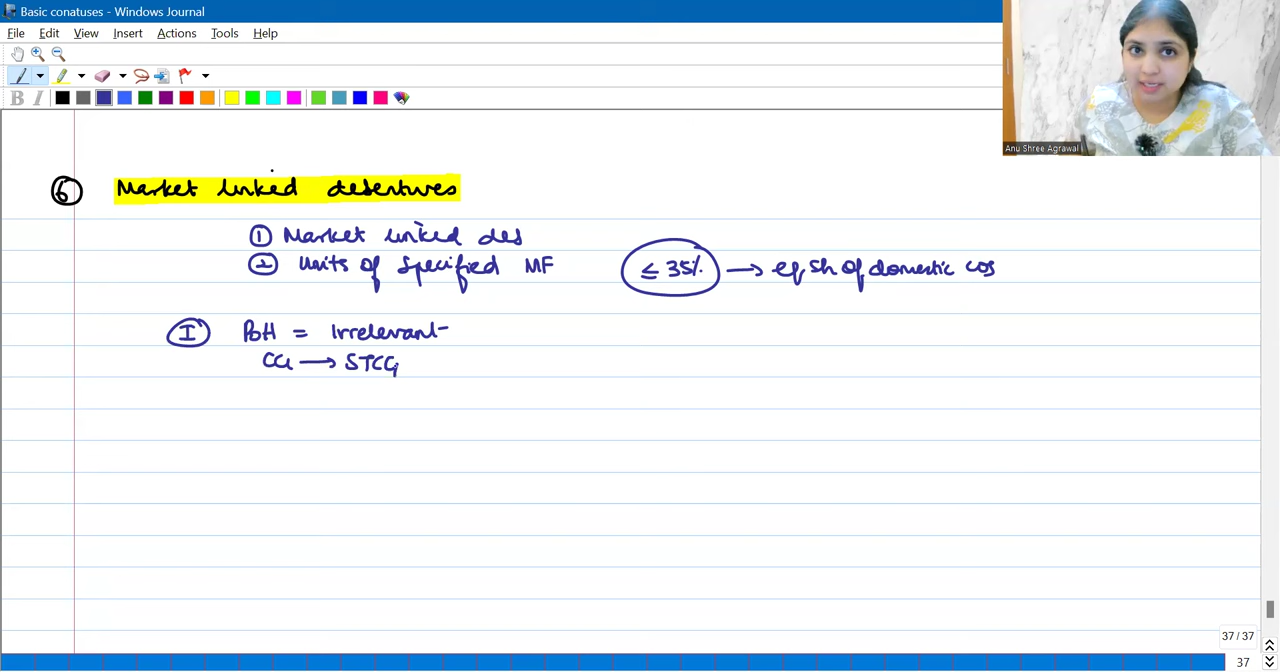 Basic conatuses - Windows Journal
File Edit View Insert Actions Tools Help
B I
Anu Shree Agrawal
6 Market linked debentures
1 Market linked deb
2 Units of Specified MF ≤ 35% → eq sh of domestic cos
I POH = Irrelevant
CG → STCG
37 / 37
37